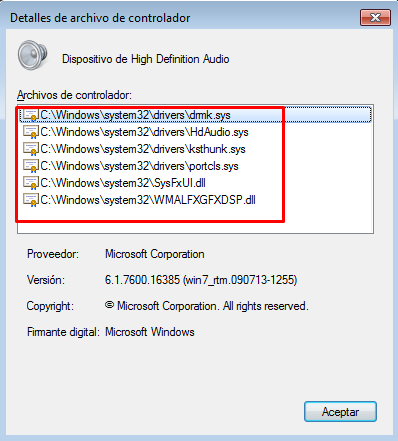 Detalles de archivo de controlador
Dispositivo de High Definition Audio
Archivos de controlador:
C:\Windows\system32\drivers\drmk.sys
C:\Windows\system32\drivers\HdAudio.sys
C:\Windows\system32\drivers\ksthunk.sys
C:\Windows\system32\drivers\portcls.sys
C:\Windows\system32\SysFxUI.dll
C:\Windows\system32\WMALFXGFXDSP.dll
Proveedor: Microsoft Corporation
Versión: 6.1.7600.16385 (win7_rtm.090713-1255)
Copyright: © Microsoft Corporation. All rights reserved.
Firmante digital: Microsoft Windows
Aceptar